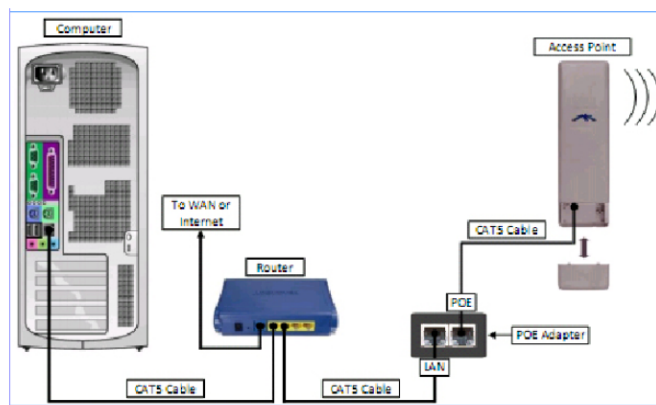 Computer
Access Point
To WAN or
Internet
CAT5 Cable
Router
POE
POE Adapter
LAN
CAT5 Cable
CAT5 Cable